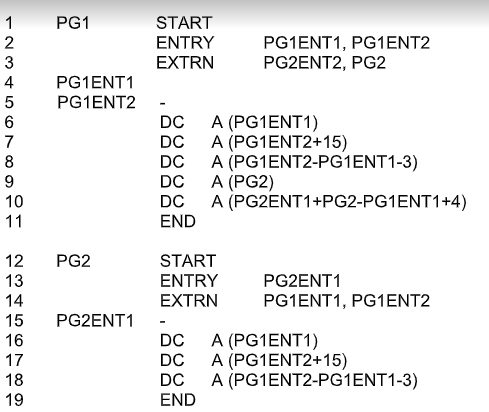 1 PG1 START
2 ENTRY PG1ENT1, PG1ENT2
3 EXTRN PG2ENT2, PG2
4 PG1ENT1
5 PG1ENT2 -
6 DC A (PG1ENT1)
7 DC A (PG1ENT2+15)
8 DC A (PG1ENT2-PG1ENT1-3)
9 DC A (PG2)
10 DC A (PG2ENT1+PG2-PG1ENT1+4)
11 END
12 PG2 START
13 ENTRY PG2ENT1
14 EXTRN PG1ENT1, PG1ENT2
15 PG2ENT1 -
16 DC A (PG1ENT1)
17 DC A (PG1ENT2+15)
18 DC A (PG1ENT2-PG1ENT1-3)
19 END